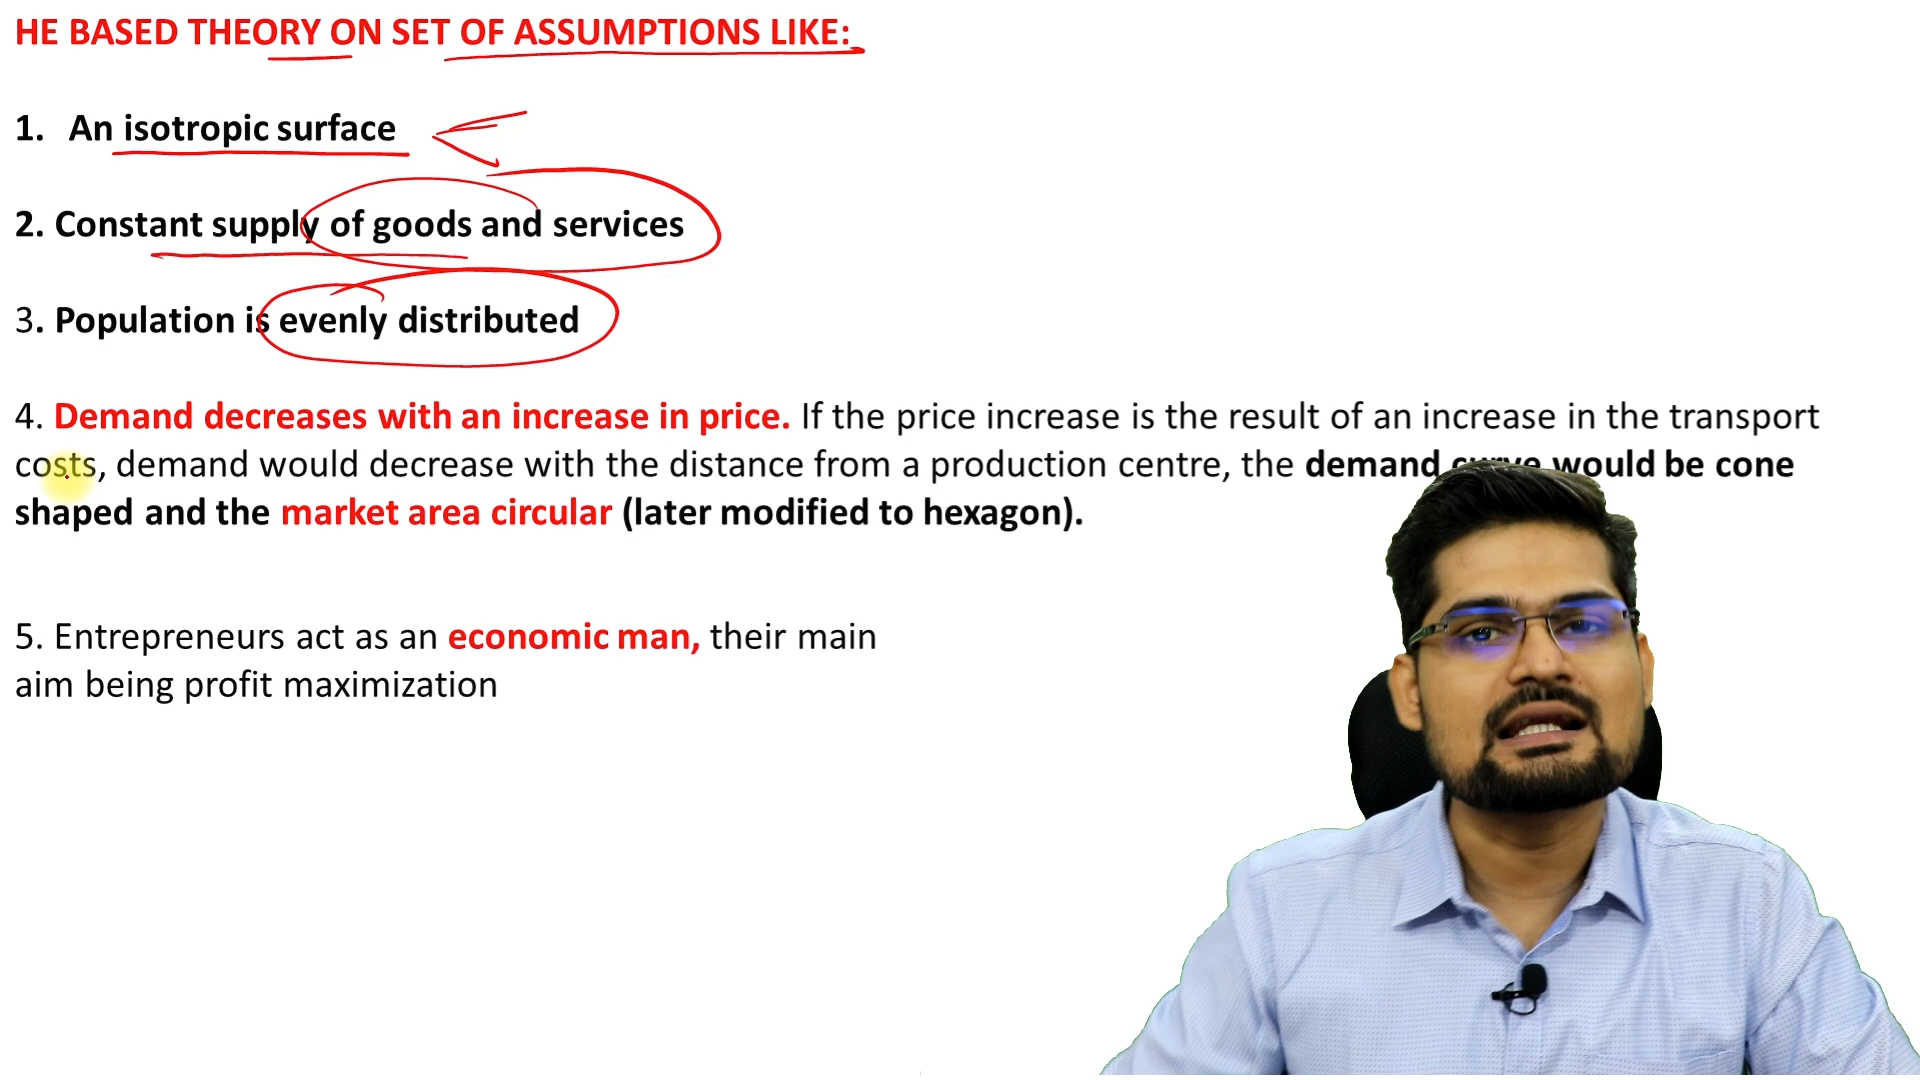 HE BASED THEORY ON SET OF ASSUMPTIONS LIKE:
1. An isotropic surface
2. Constant supply of goods and services
3. Population is evenly distributed
4. Demand decreases with an increase in price. If the price increase is the result of an increase in the transport
costs, demand would decrease with the distance from a production centre, the demand curve would be cone
shaped and the market area circular (later modified to hexagon).
5. Entrepreneurs act as an economic man, their main
aim being profit maximization